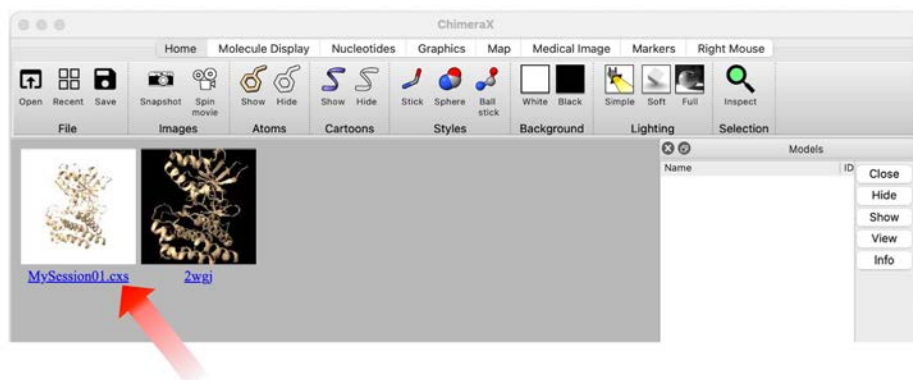 ChimeraX
Home Molecule Display Nucleotides Graphics Map Medical Image Markers Right Mouse
Open Recent Save Snapshot Spin movie Show Hide Show Hide Stick Sphere Ball stick White Black Simple Soft Full Inspect
File Images Atoms Cartoons Styles Background Lighting Selection
Models
Name ID
Close
Hide
Show
View
Info
MySession01.cxs 2wgj